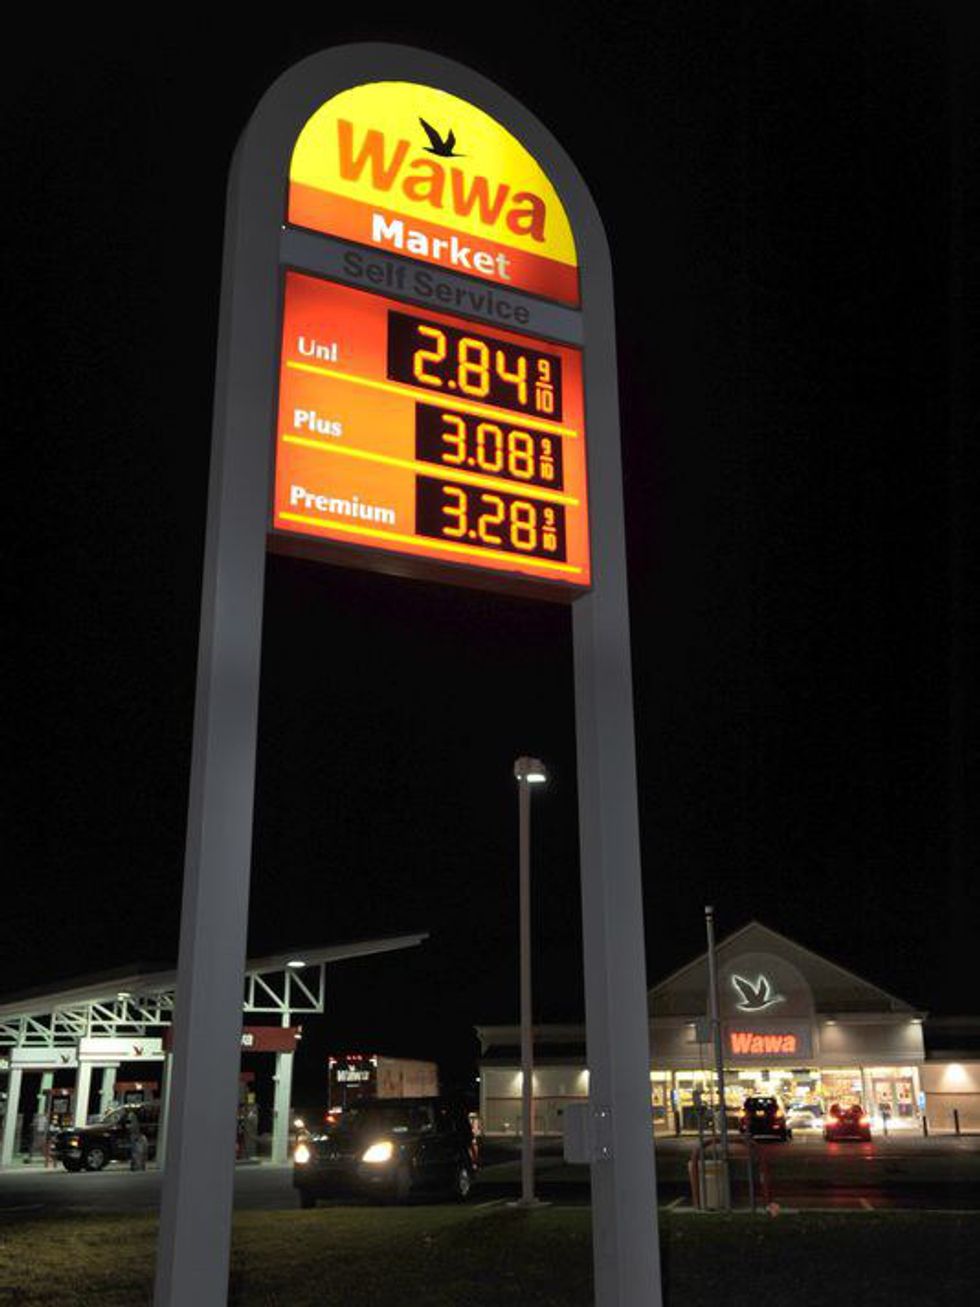 Wawa
Market
Self Service
Unl 2.84 9/10
Plus 3.08 9/10
Premium 3.28 9/10
Wawa
Wawa